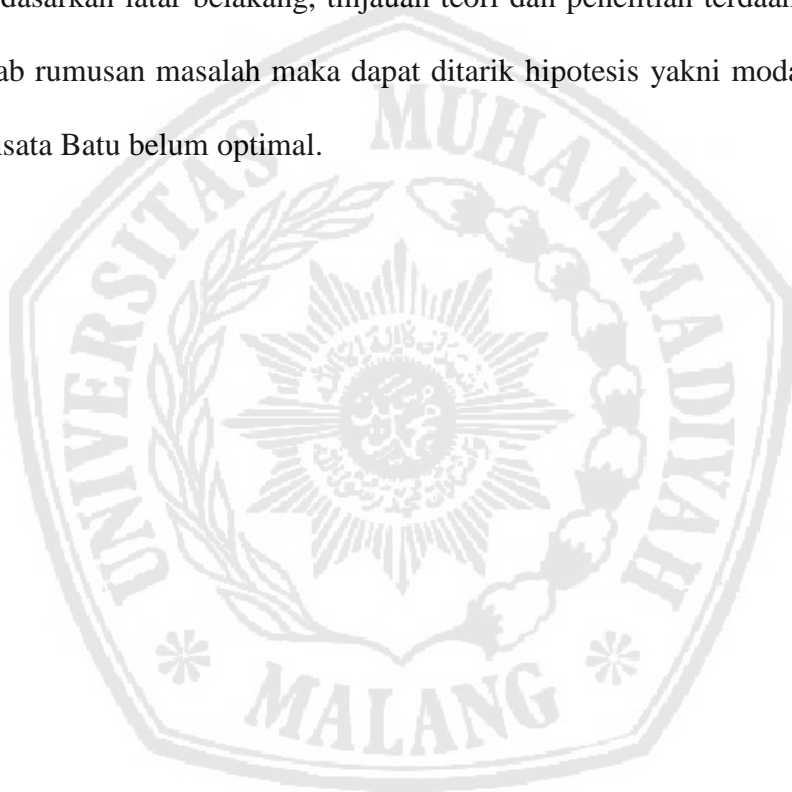 dasarkan latar belakang, tinjauan teori dan penelitian terdaan
ab rumusan masalah maka dapat ditarik hipotesis yakni moda
isata Batu belum optimal.
UNIVERSITAS MUHAMMADIYAH
MALANG